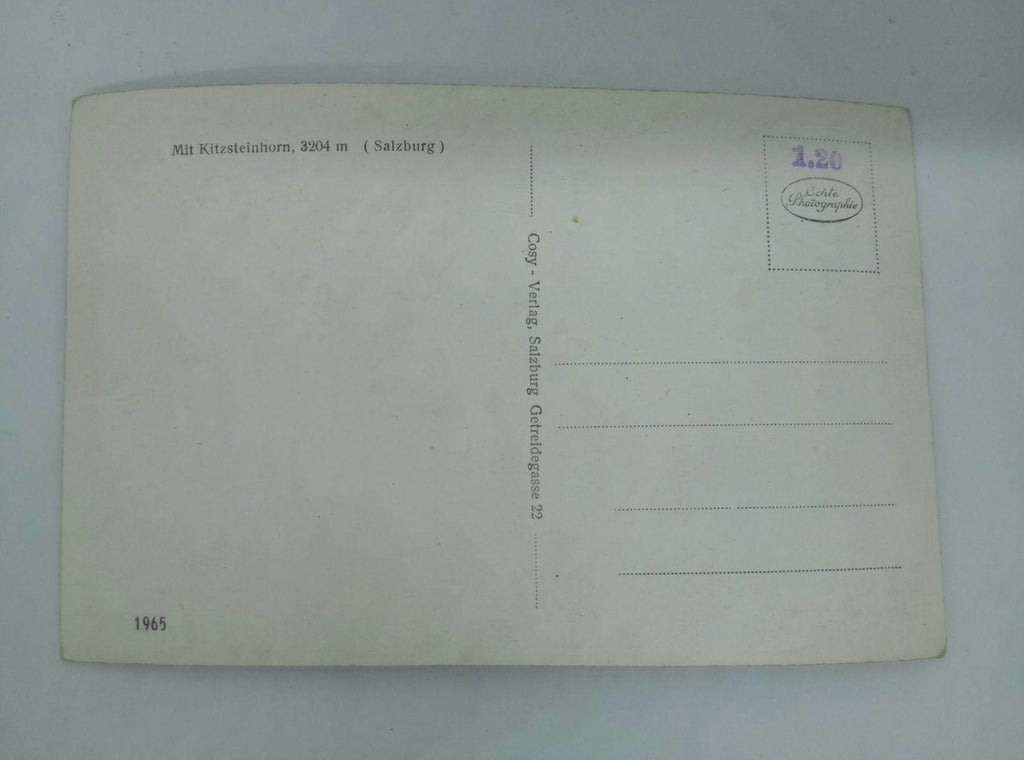 Mit Kitzsteinhorn, 3204 m ( Salzburg )
Cosy - Verlag, Salzburg Getreidegasse 22
1.20
Echte
Photographie
1965